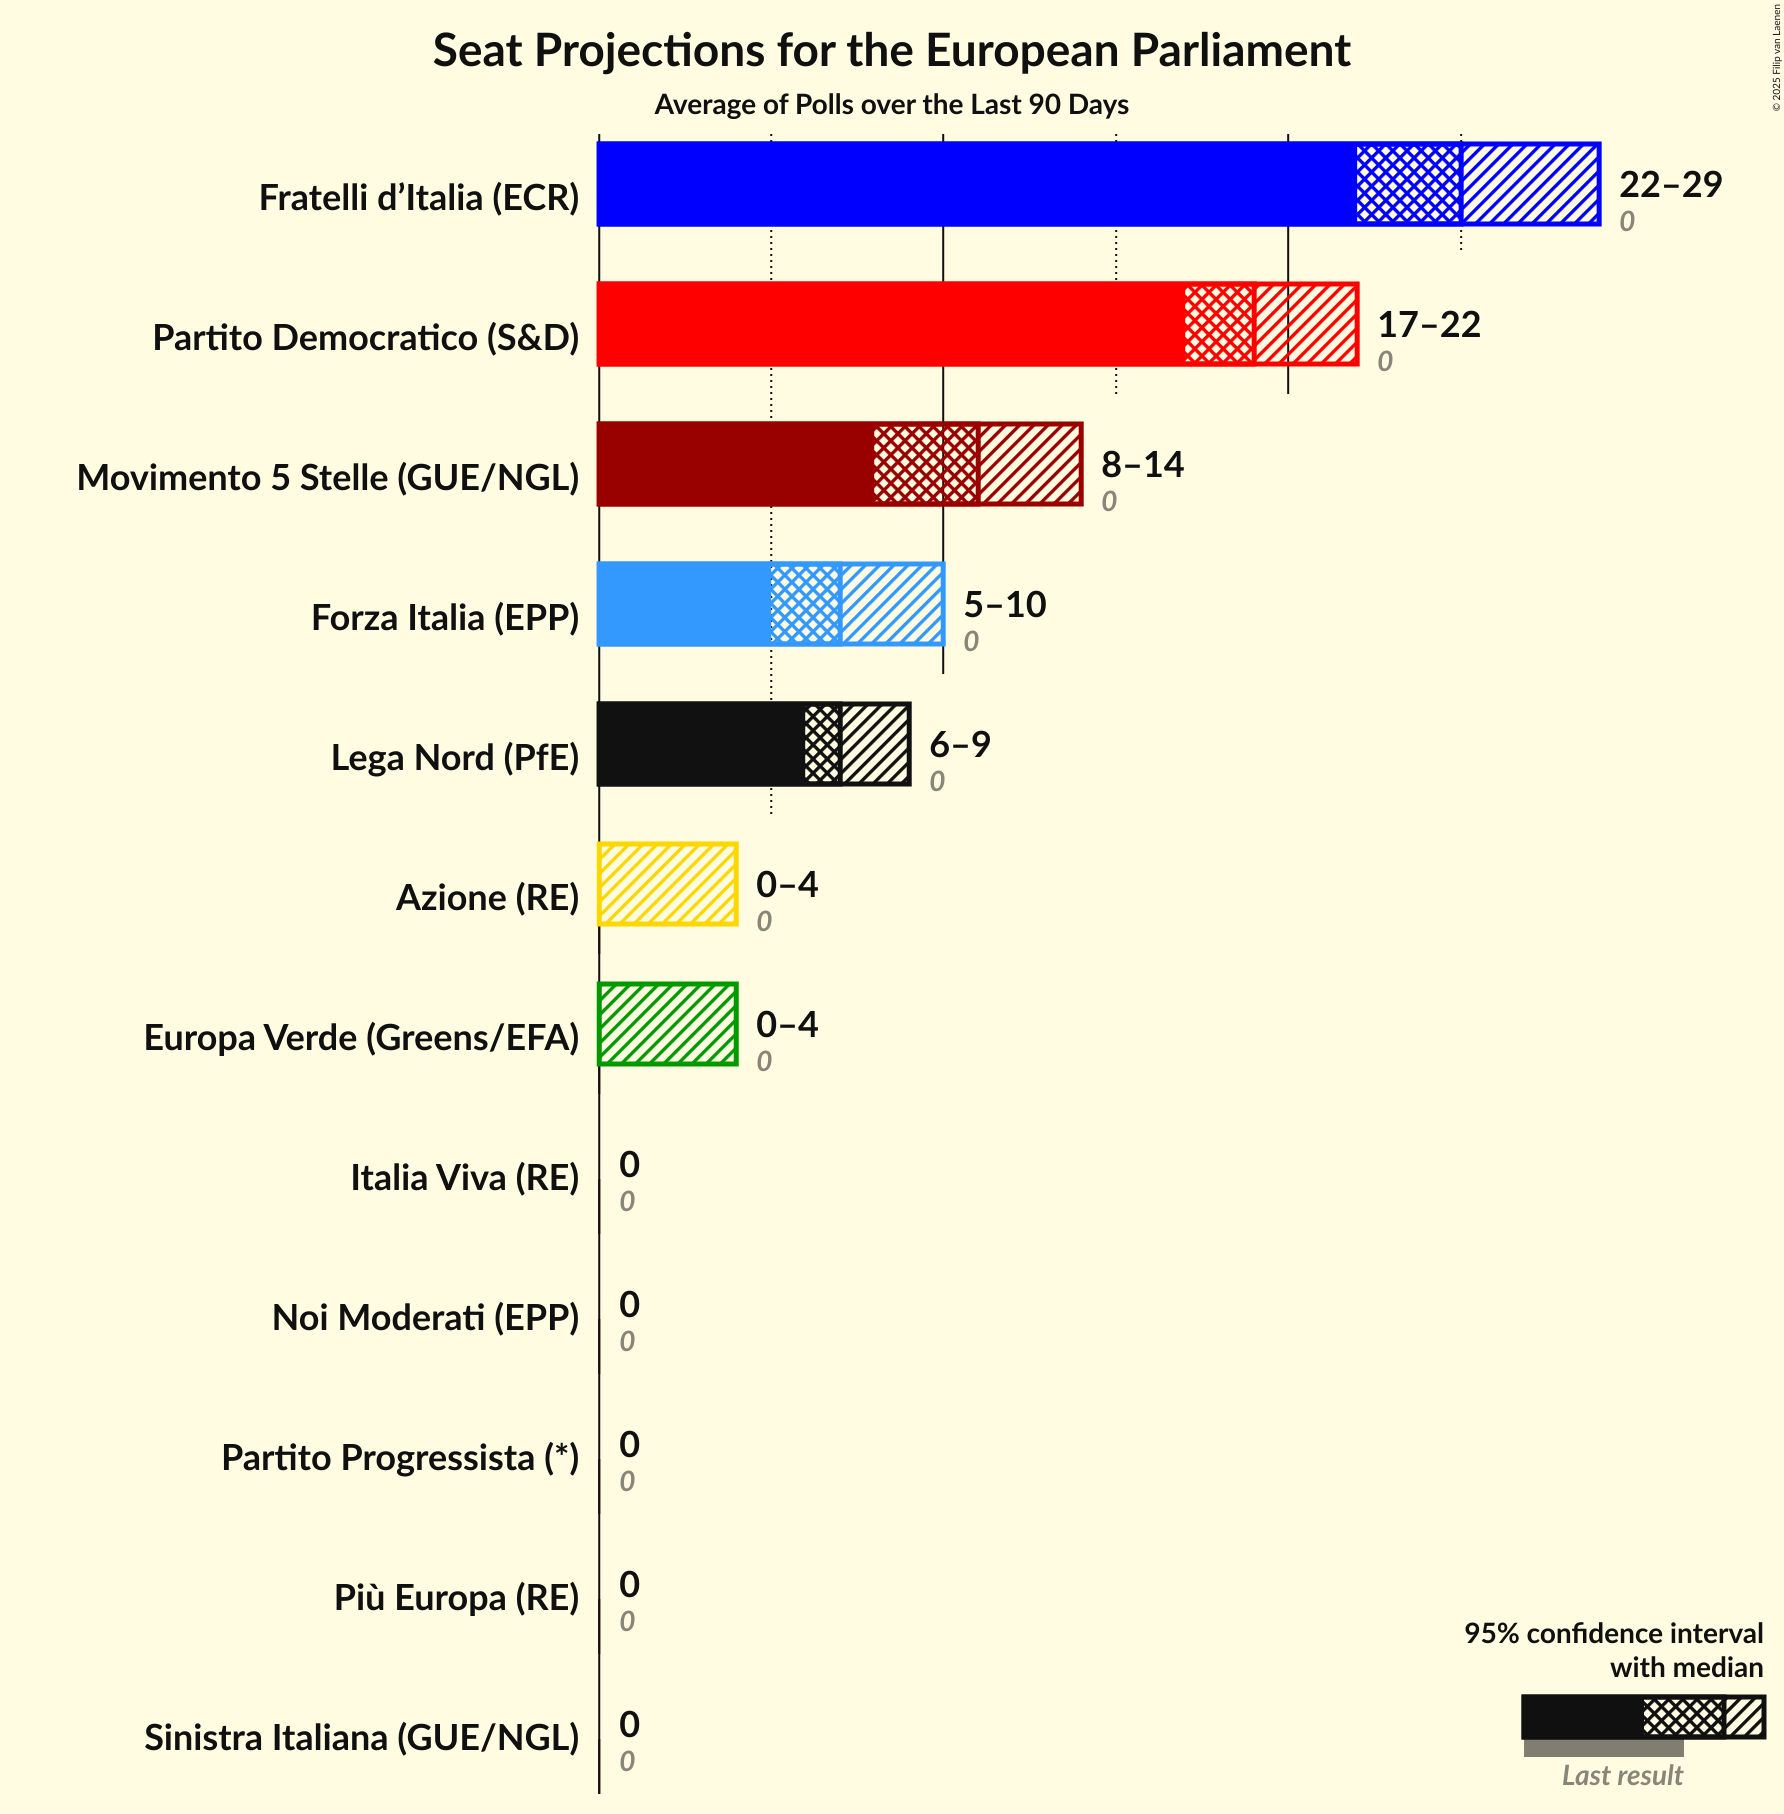 Seat Projections for the European Parliament
Average of Polls over the Last 90 Days
© 2025 Filip van Laenen
Fratelli d’Italia (ECR)
22–29
0
Partito Democratico (S&D)
17–22
0
Movimento 5 Stelle (GUE/NGL)
8–14
0
Forza Italia (EPP)
5–10
0
Lega Nord (PfE)
6–9
0
Azione (RE)
0–4
0
Europa Verde (Greens/EFA)
0–4
0
Italia Viva (RE)
0
0
Noi Moderati (EPP)
0
0
Partito Progressista (*)
0
0
Più Europa (RE)
0
0
Sinistra Italiana (GUE/NGL)
0
0
95% confidence interval
with median
Last result